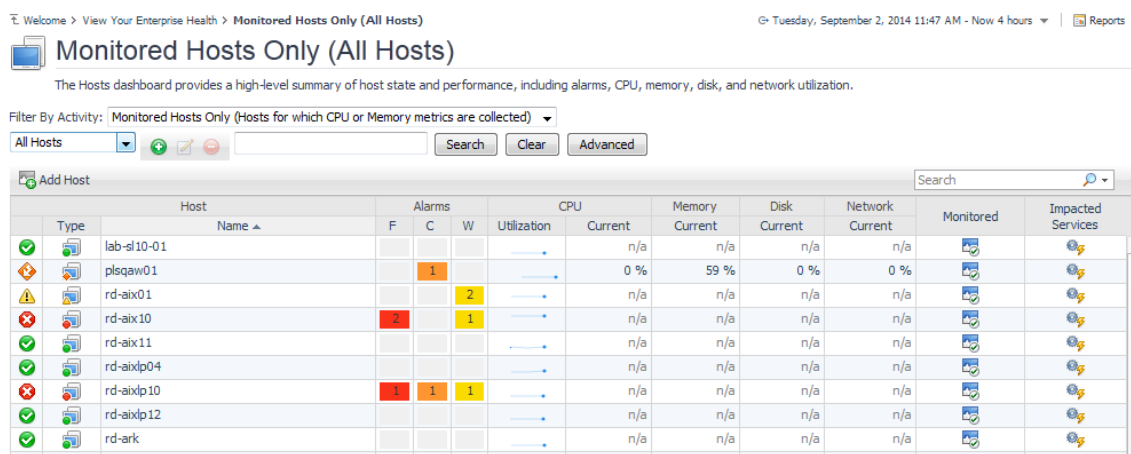 Welcome > View Your Enterprise Health > Monitored Hosts Only (All Hosts)
Tuesday, September 2, 2014 11:47 AM - Now 4 hours
Reports
Monitored Hosts Only (All Hosts)
The Hosts dashboard provides a high-level summary of host state and performance, including alarms, CPU, memory, disk, and network utilization.
Filter By Activity: Monitored Hosts Only (Hosts for which CPU or Memory metrics are collected)
All Hosts Search Clear Advanced
Add Host Search
Host Alarms CPU Memory Disk Network Monitored Impacted Services
Type Name F C W Utilization Current Current Current Current
lab-sl10-01 n/a n/a n/a n/a
plsqaw01 1 0 % 59 % 0 % 0 %
rd-aix01 2 n/a n/a n/a n/a
rd-aix10 2 1 n/a n/a n/a n/a
rd-aix11 n/a n/a n/a n/a
rd-aixlp04 n/a n/a n/a n/a
rd-aixlp10 1 1 1 n/a n/a n/a n/a
rd-aixlp12 n/a n/a n/a n/a
rd-ark n/a n/a n/a n/a